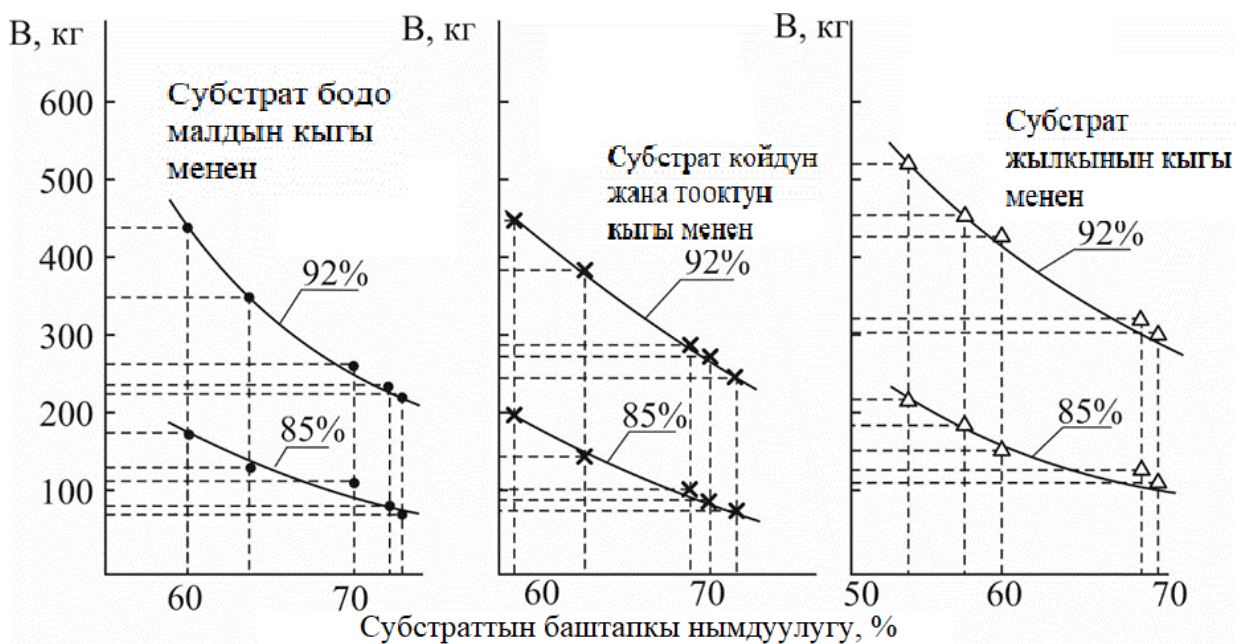 В, кг
В, кг
В, кг
600
500
400
300
200
100
Субстрат бодо
малдын кыгы
менен
92%
85%
60
70
Субстрат койдун
жана тооктун
кыгы менен
92%
85%
60
70
Субстрат
жылкынын кыгы
менен
92%
85%
50
60
70
Субстраттын баштапкы нымдуулугу, %